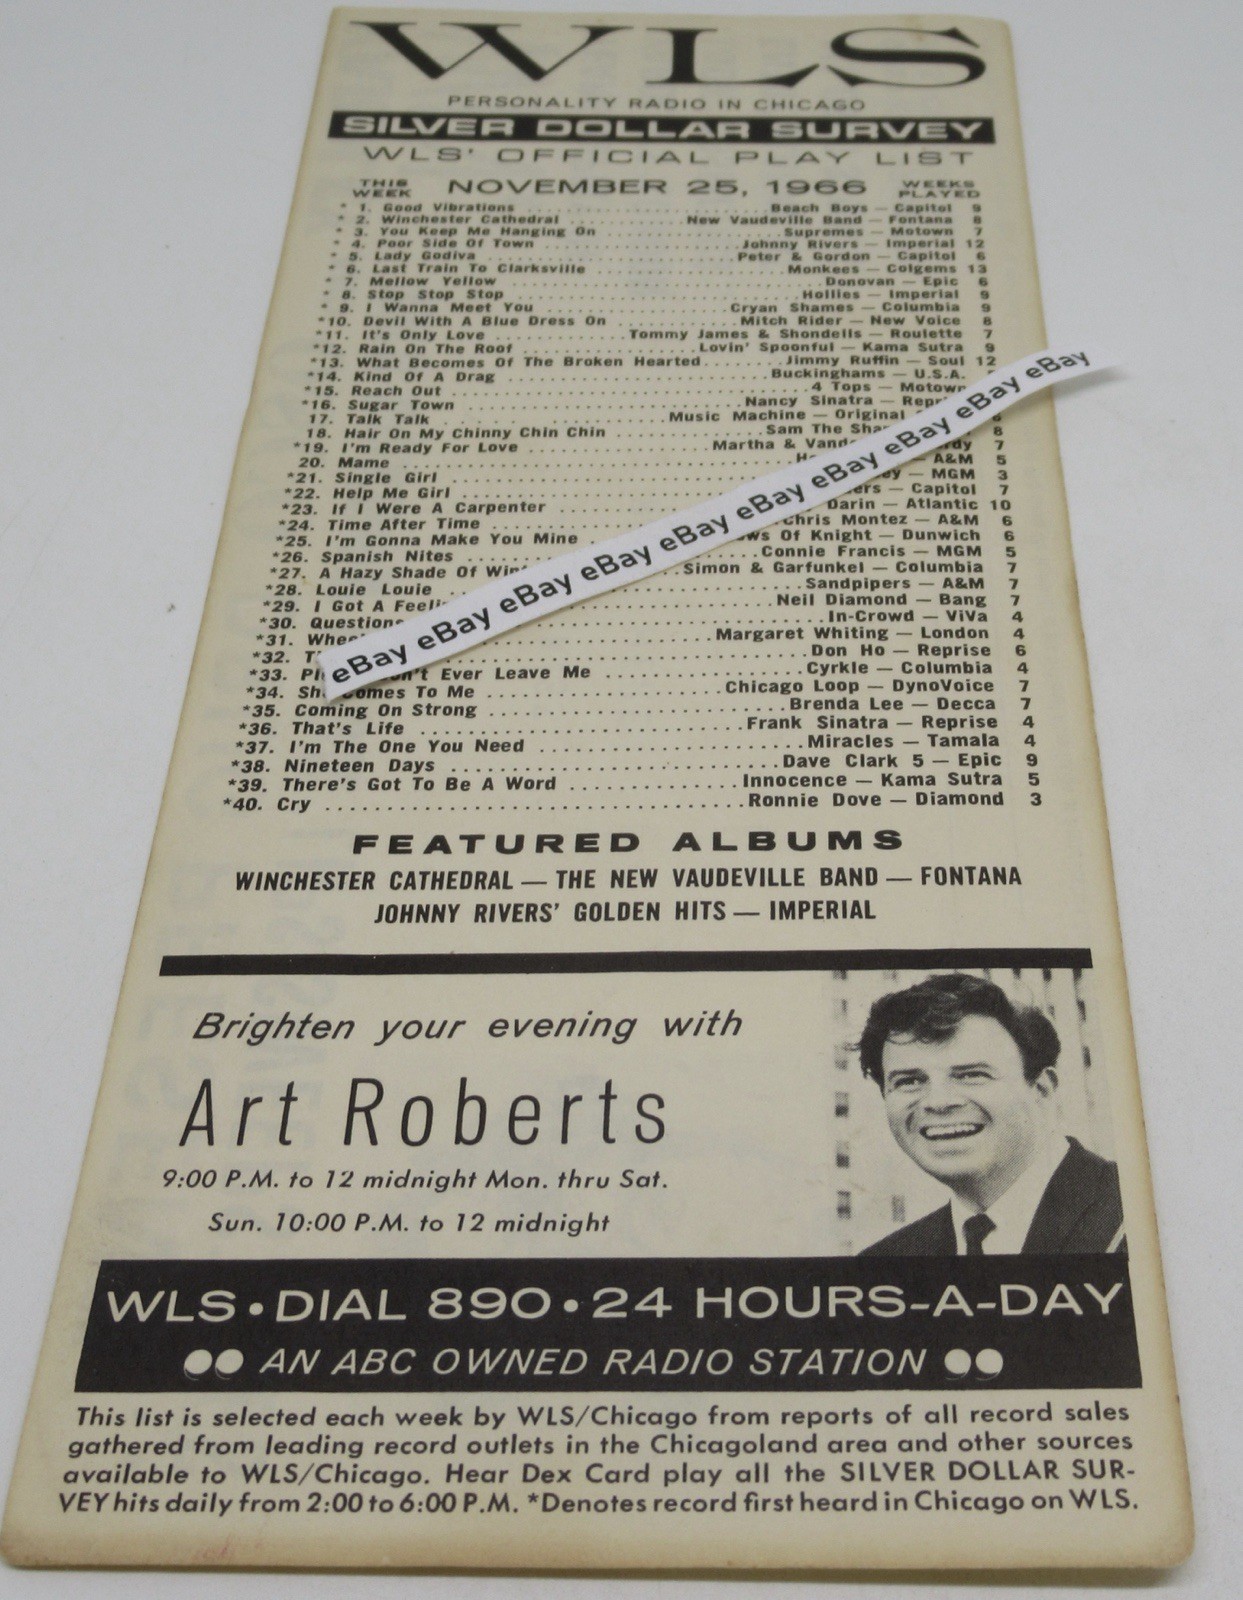 WLS
PERSONALITY RADIO IN CHICAGO
SILVER DOLLAR SURVEY
WLS' OFFICIAL PLAY LIST
THIS WEEK NOVEMBER 25, 1966 WEEKS PLAYED
* 1. Good Vibrations ........ Beach Boys — Capitol 9
* 2. Winchester Cathedral ........ New Vaudeville Band — Fontana 8
* 3. You Keep Me Hanging On ........ Supremes — Motown 7
* 4. Poor Side Of Town ........ Johnny Rivers — Imperial 12
* 5. Lady Godiva ........ Peter & Gordon — Capitol 6
* 6. Last Train To Clarksville ........ Monkees — Colgems 13
* 7. Mellow Yellow ........ Donovan — Epic 6
* 8. Stop Stop Stop ........ Hollies — Imperial 9
* 9. I Wanna Meet You ........ Cryan Shames — Columbia 9
*10. Devil With A Blue Dress On ........ Mitch Rider — New Voice 8
*11. It's Only Love ........ Tommy James & Shondells — Roulette 7
*12. Rain On The Roof ........ Lovin' Spoonful — Kama Sutra 9
*13. What Becomes Of The Broken Hearted ........ Jimmy Ruffin — Soul 12
*14. Kind Of A Drag ........ Buckinghams — U.S.A.
*15. Reach Out ........ 4 Tops — Motown
*16. Sugar Town ........ Nancy Sinatra —
17. Talk Talk ........ Music Machine — Original 6
18. Hair On My Chinny Chin Chin ........ Sam The 8
*19. I'm Ready For Love ........ Martha & 7
20. Mame ........ — A&M 5
*21. Single Girl ........ — MGM 3
*22. Help Me Girl ........ — Capitol 7
*23. If I Were A Carpenter ........ Darin — Atlantic 10
*24. Time After Time ........ Chris Montez — A&M 6
*25. I'm Gonna Make You Mine ........ Of Knight — Dunwich 6
*26. Spanish Nites ........ Connie Francis — MGM 5
*27. A Hazy Shade Of ........ Simon & Garfunkel — Columbia 7
*28. Louie Louie ........ Sandpipers — A&M 7
*29. I Got A ........ Neil Diamond — Bang 7
*30. Questions ........ In-Crowd — ViVa 4
*31. ........ Margaret Whiting — London 4
*32. ........ Don Ho — Reprise 6
*33. Ever Leave Me ........ Cyrkle — Columbia 4
*34. She Comes To Me ........ Chicago Loop — DynoVoice 7
*35. Coming On Strong ........ Brenda Lee — Decca 7
*36. That's Life ........ Frank Sinatra — Reprise 4
*37. I'm The One You Need ........ Miracles — Tamala 4
*38. Nineteen Days ........ Dave Clark 5 — Epic 9
*39. There's Got To Be A Word ........ Innocence — Kama Sutra 5
*40. Cry ........ Ronnie Dove — Diamond 3
eBay eBay eBay eBay eBay eBay eBay eBay eBay eBay
FEATURED ALBUMS
WINCHESTER CATHEDRAL — THE NEW VAUDEVILLE BAND — FONTANA
JOHNNY RIVERS' GOLDEN HITS — IMPERIAL
Brighten your evening with
Art Roberts
9:00 P.M. to 12 midnight Mon. thru Sat.
Sun. 10:00 P.M. to 12 midnight
WLS • DIAL 890 • 24 HOURS-A-DAY
AN ABC OWNED RADIO STATION
This list is selected each week by WLS/Chicago from reports of all record sales
gathered from leading record outlets in the Chicagoland area and other sources
available to WLS/Chicago. Hear Dex Card play all the SILVER DOLLAR SUR-
VEY hits daily from 2:00 to 6:00 P.M. *Denotes record first heard in Chicago on WLS.